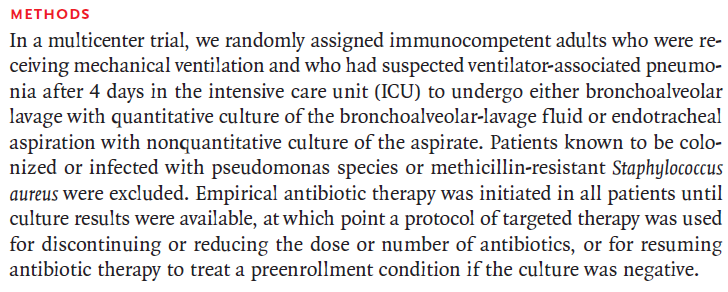 METHODS
In a multicenter trial, we randomly assigned immunocompetent adults who were re-
ceiving mechanical ventilation and who had suspected ventilator-associated pneumo-
nia after 4 days in the intensive care unit (ICU) to undergo either bronchoalveolar
lavage with quantitative culture of the bronchoalveolar-lavage fluid or endotracheal
aspiration with nonquantitative culture of the aspirate. Patients known to be colo-
nized or infected with pseudomonas species or methicillin-resistant Staphylococcus
aureus were excluded. Empirical antibiotic therapy was initiated in all patients until
culture results were available, at which point a protocol of targeted therapy was used
for discontinuing or reducing the dose or number of antibiotics, or for resuming
antibiotic therapy to treat a preenrollment condition if the culture was negative.